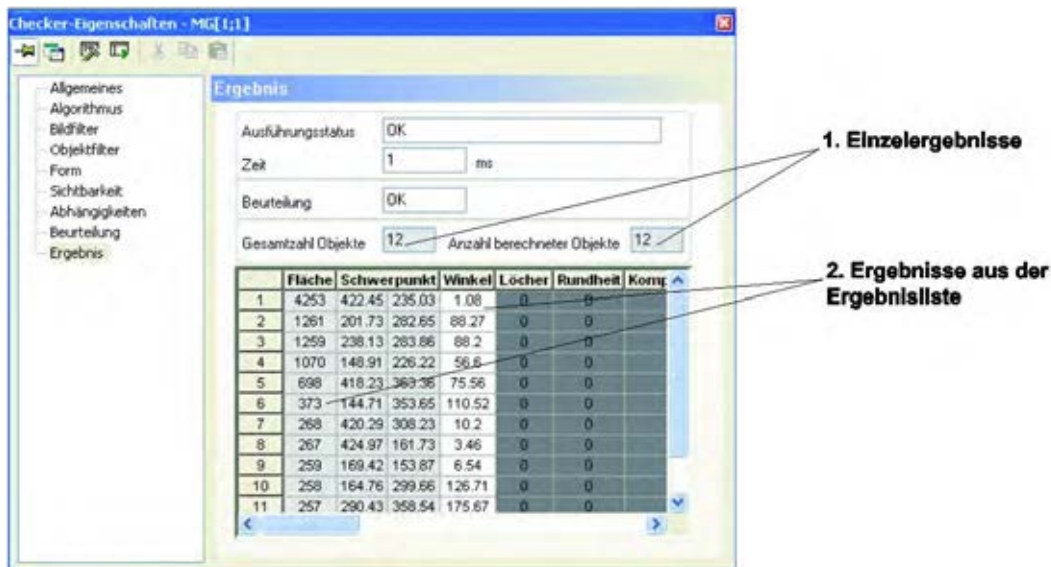 Checker-Eigenschaften - MG[1;1]
Allgemeines
Algorithmus
Bildfilter
Objektfilter
Form
Sichtbarkeit
Abhängigkeiten
Beurteilung
Ergebnis
Ergebnis
Ausführungsstatus OK
Zeit 1 ms
Beurteilung OK
Gesamtzahl Objekte 12 Anzahl berechneter Objekte 12
Fläche Schwerpunkt Winkel Löcher Rundheit Komp
1 4253 422.45 235.03 1.08 0 0
2 1261 201.73 282.65 88.27 0 0
3 1259 238.13 283.86 88.2 0 0
4 1070 148.91 226.22 56.6 0 0
5 698 418.23 363.36 75.56 0 0
6 373 144.71 353.65 110.52 0 0
7 268 420.29 308.23 10.2 0 0
8 267 424.97 161.73 3.46 0 0
9 259 169.42 153.87 6.54 0 0
10 258 164.76 299.66 126.71 0 0
11 257 290.43 358.54 175.67 0 0
1. Einzelergebnisse
2. Ergebnisse aus der
Ergebnisliste